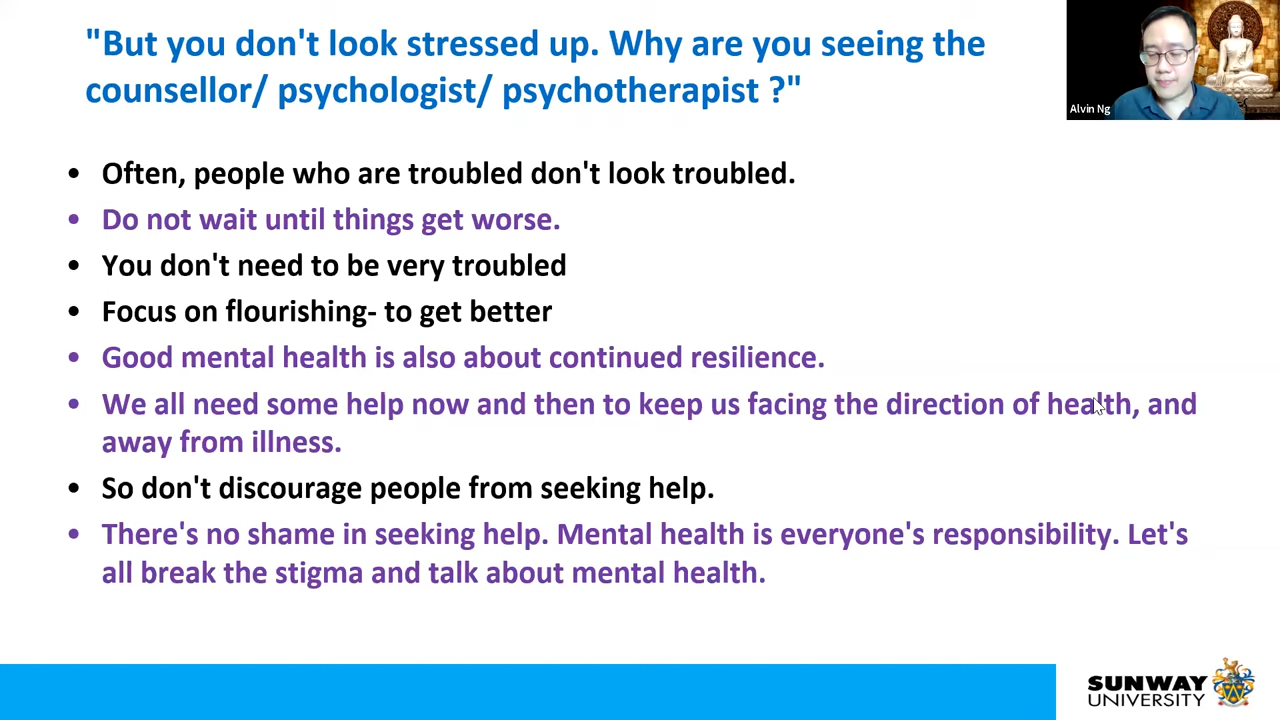 "But you don't look stressed up. Why are you seeing the
counsellor/ psychologist/ psychotherapist ?"
Alvin Ng
• Often, people who are troubled don't look troubled.
• Do not wait until things get worse.
• You don't need to be very troubled
• Focus on flourishing- to get better
• Good mental health is also about continued resilience.
• We all need some help now and then to keep us facing the direction of health, and
away from illness.
• So don't discourage people from seeking help.
• There's no shame in seeking help. Mental health is everyone's responsibility. Let's
all break the stigma and talk about mental health.
SUNWAY
UNIVERSITY